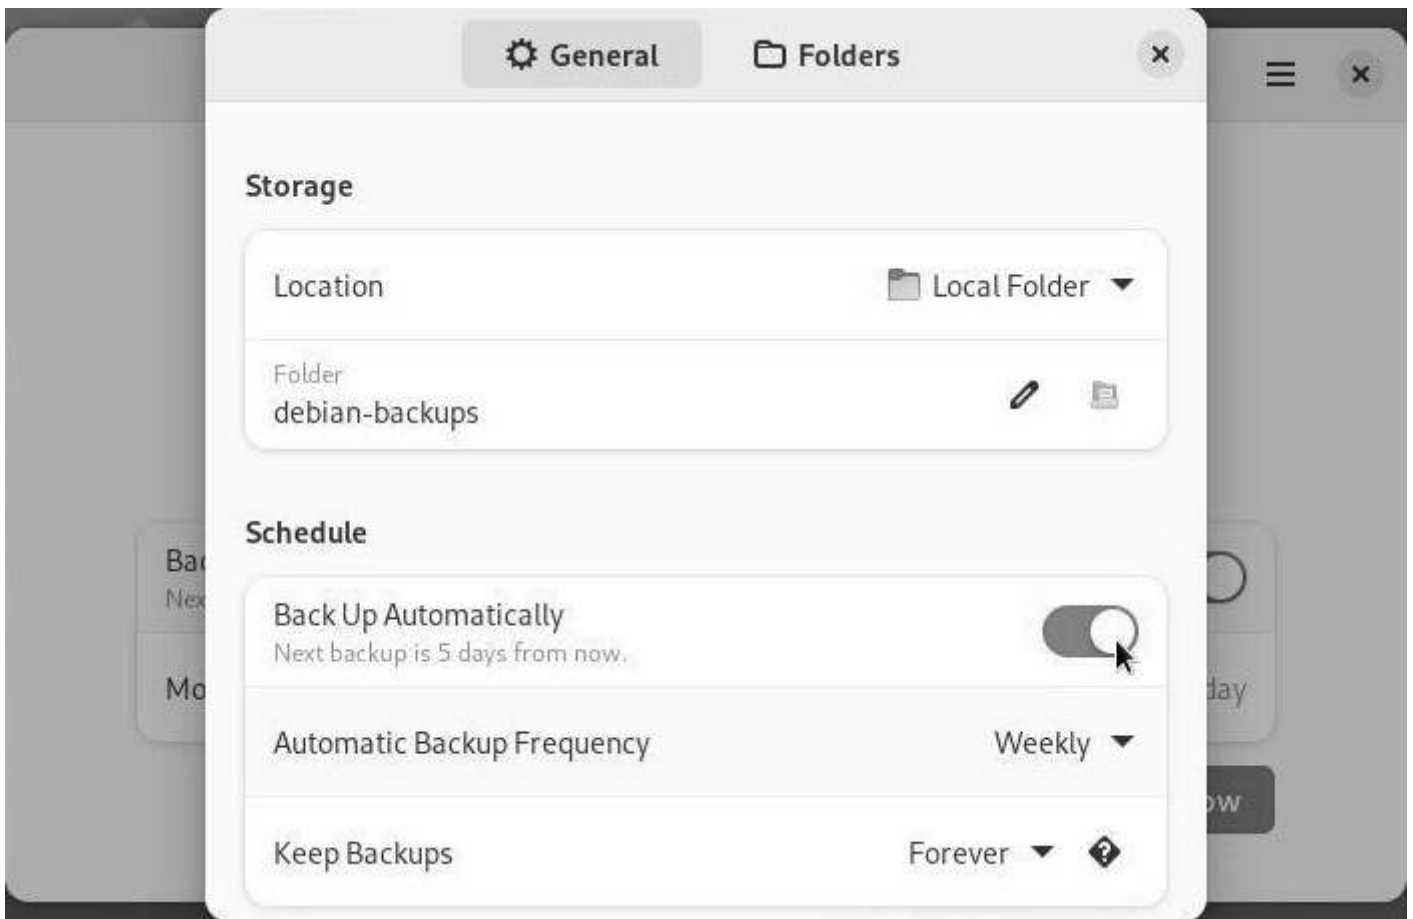 General
Folders
Storage
Location
Local Folder
Folder
debian-backups
Schedule
Back Up Automatically
Next backup is 5 days from now.
Automatic Backup Frequency
Weekly
Keep Backups
Forever